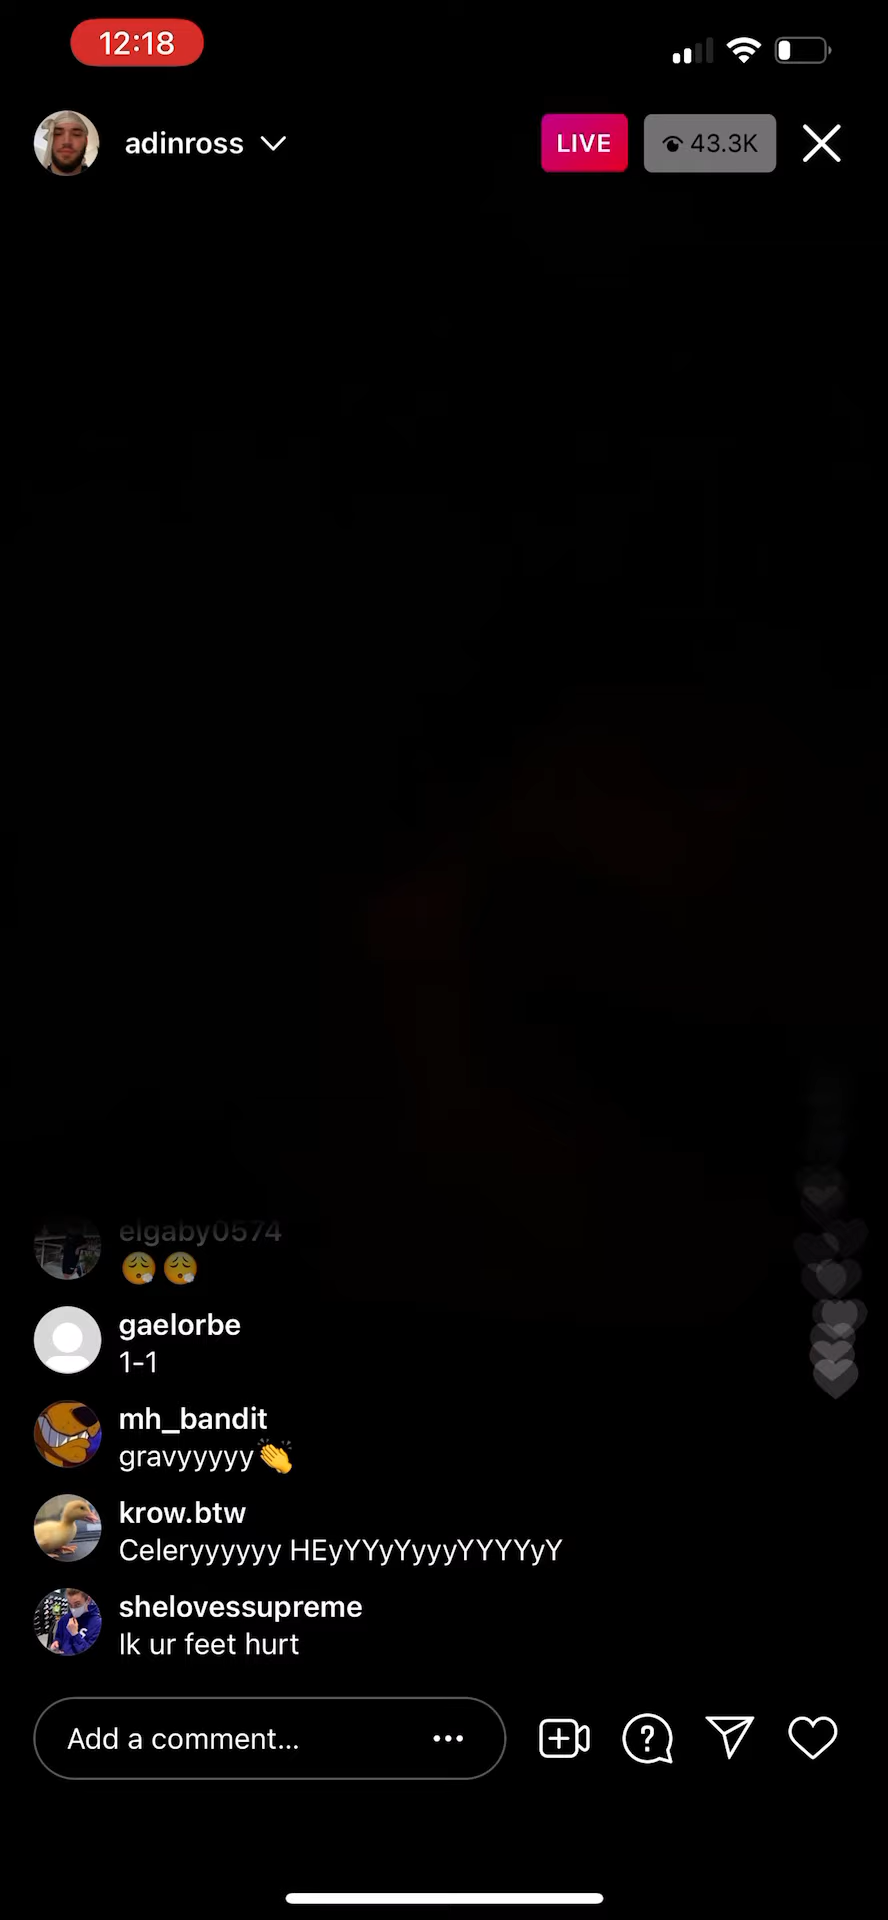 12:18
adinross
LIVE
43.3K
elgaby0574
😮‍💨😮‍💨
gaelorbe
1-1
mh_bandit
gravyyyyy👏
krow.btw
Celeryyyyyy HEyYYyYyyyYYYYyY
shelovessupreme
Ik ur feet hurt
Add a comment...